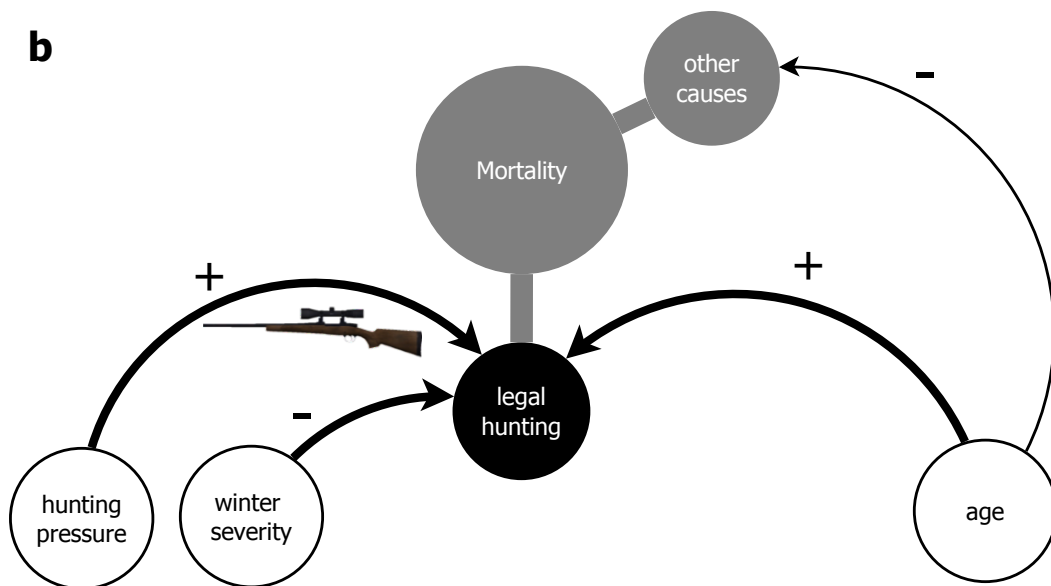 b
other
causes
-
Mortality
+
+
legal
hunting
-
hunting
pressure
winter
severity
age